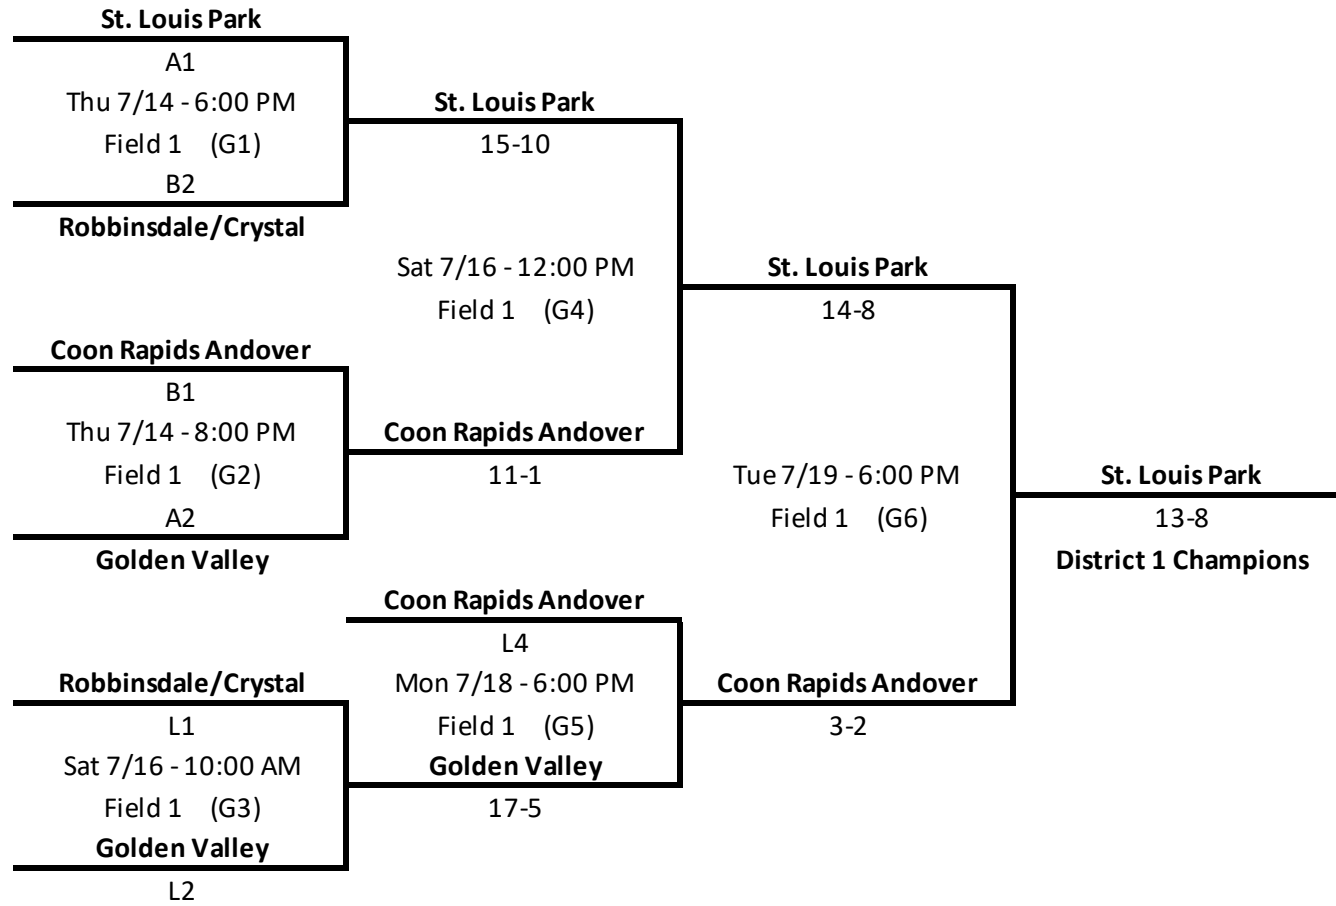 St. Louis Park
A1
Thu 7/14 - 6:00 PM
Field 1 (G1)
B2
Robbinsdale/Crystal
St. Louis Park
15-10
Sat 7/16 - 12:00 PM
Field 1 (G4)
St. Louis Park
14-8
Coon Rapids Andover
B1
Thu 7/14 - 8:00 PM
Field 1 (G2)
A2
Golden Valley
Coon Rapids Andover
11-1
Tue 7/19 - 6:00 PM
Field 1 (G6)
St. Louis Park
13-8
District 1 Champions
Coon Rapids Andover
L4
Mon 7/18 - 6:00 PM
Field 1 (G5)
Golden Valley
17-5
Coon Rapids Andover
3-2
Robbinsdale/Crystal
L1
Sat 7/16 - 10:00 AM
Field 1 (G3)
Golden Valley
L2